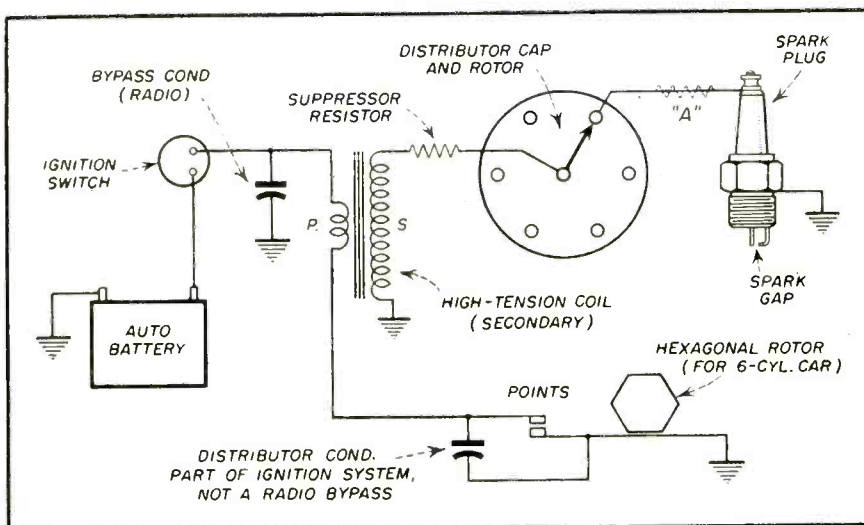 BYPASS COND
(RADIO)
DISTRIBUTOR CAP
AND ROTOR
SPARK
PLUG
SUPPRESSOR
RESISTOR
"A"
IGNITION
SWITCH
P.
S
SPARK
GAP
HIGH-TENSION COIL
(SECONDARY)
AUTO
BATTERY
HEXAGONAL ROTOR
(FOR 6-CYL. CAR)
POINTS
DISTRIBUTOR COND.
PART OF IGNITION SYSTEM,
NOT A RADIO BYPASS